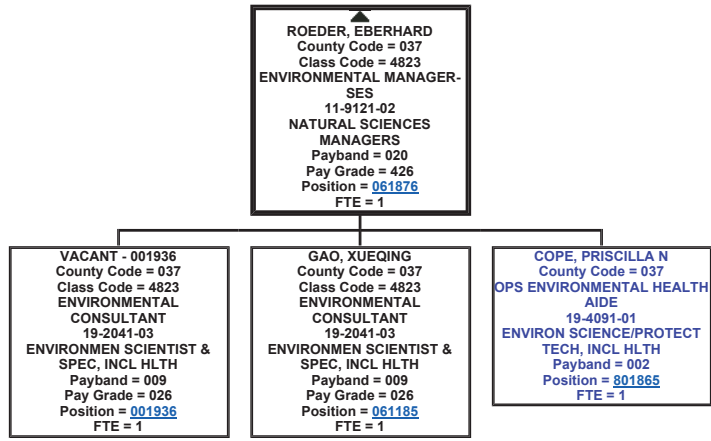 ROEDER, EBERHARD
County Code = 037
Class Code = 4823
ENVIRONMENTAL MANAGER-
SES
11-9121-02
NATURAL SCIENCES
MANAGERS
Payband = 020
Pay Grade = 426
Position = 061876
FTE = 1
VACANT - 001936
County Code = 037
Class Code = 4823
ENVIRONMENTAL
CONSULTANT
19-2041-03
ENVIRONMEN SCIENTIST &
SPEC, INCL HLTH
Payband = 009
Pay Grade = 026
Position = 001936
FTE = 1
GAO, XUEQING
County Code = 037
Class Code = 4823
ENVIRONMENTAL
CONSULTANT
19-2041-03
ENVIRONMEN SCIENTIST &
SPEC, INCL HLTH
Payband = 009
Pay Grade = 026
Position = 061185
FTE = 1
COPE, PRISCILLA N
County Code = 037
OPS ENVIRONMENTAL HEALTH
AIDE
19-4091-01
ENVIRON SCIENCE/PROTECT
TECH, INCL HLTH
Payband = 002
Position = 801865
FTE = 1